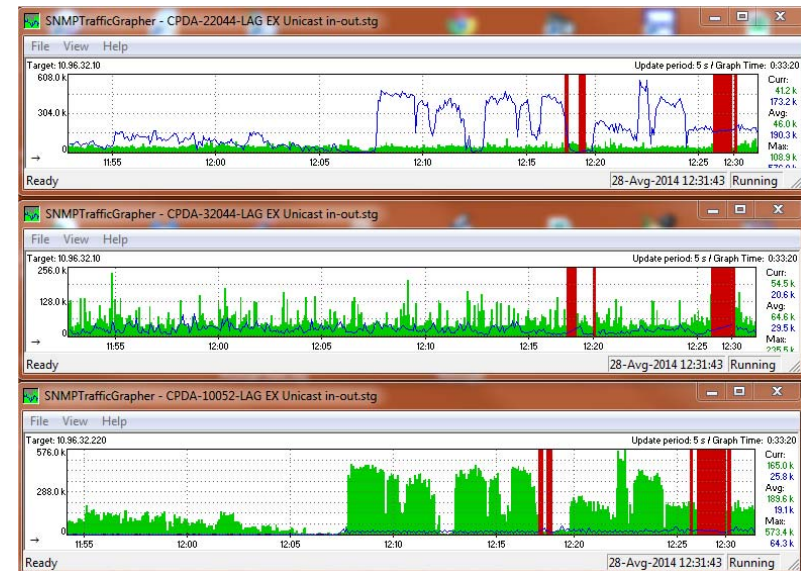 SNMPTrafficGrapher - CPDA-22044-LAG EX Unicast in-out.stg
File View Help
Target: 10.96.32.10 Update period: 5 s / Graph Time: 0:33:20
608.0 k
304.0 k
0
→
11:55 12:00 12:05 12:10 12:15 12:20 12:25 12:30
Curr:
41.2 k
173.2 k
Avg:
46.0 k
190.3 k
Max:
108.9 k
576.0 k
Ready 28-Avg-2014 12:31:43 Running
SNMPTrafficGrapher - CPDA-32044-LAG EX Unicast in-out.stg
File View Help
Target: 10.96.32.10 Update period: 5 s / Graph Time: 0:33:20
256.0 k
128.0 k
0
→
11:55 12:00 12:05 12:10 12:15 12:20 12:25 12:30
Curr:
54.5 k
20.6 k
Avg:
64.6 k
29.5 k
Max:
235.5 k
Ready 28-Avg-2014 12:31:43 Running
SNMPTrafficGrapher - CPDA-10052-LAG EX Unicast in-out.stg
File View Help
Target: 10.96.32.220 Update period: 5 s / Graph Time: 0:33:20
576.0 k
288.0 k
0
→
11:55 12:00 12:05 12:10 12:15 12:20 12:25 12:30
Curr:
165.0 k
25.8 k
Avg:
189.6 k
19.1 k
Max:
573.4 k
64.3 k
Ready 28-Avg-2014 12:31:43 Running